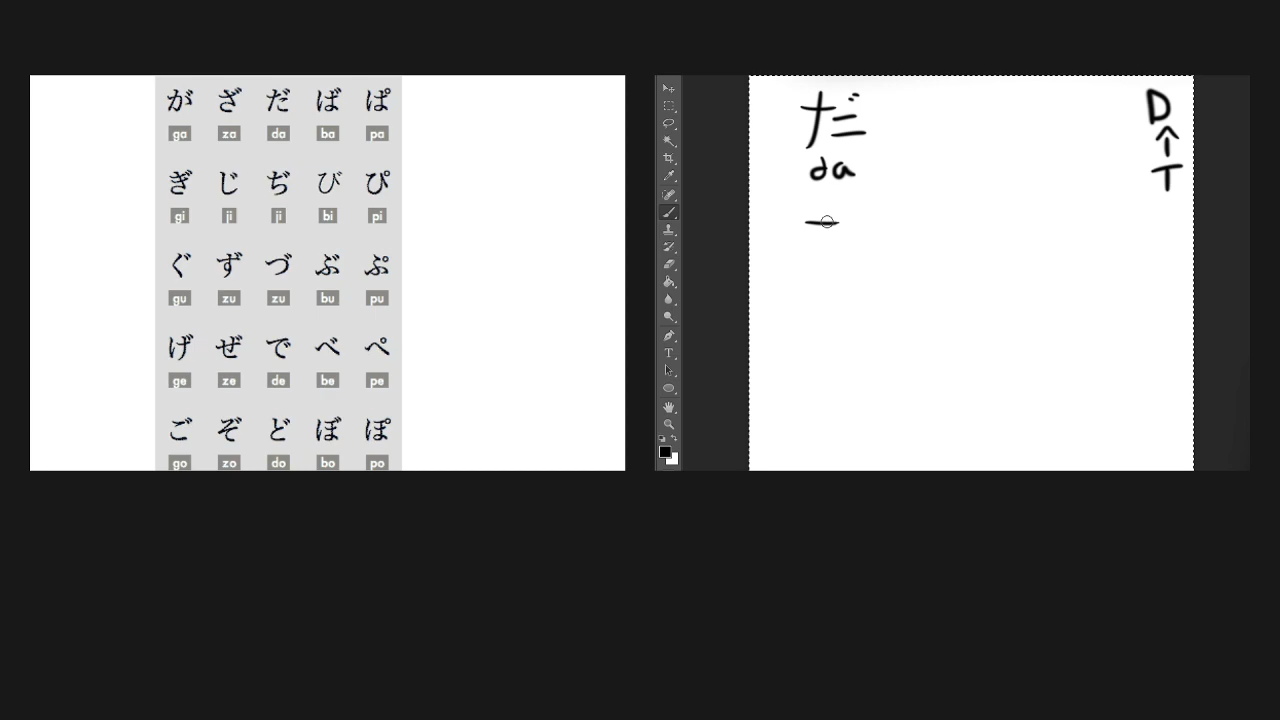 が ざ だ ば ぱ
ga za da ba pa
ぎ じ ぢ び ぴ
gi ji ji bi pi
ぐ ず づ ぶ ぷ
gu zu zu bu pu
げ ぜ で べ ぺ
ge ze de be pe
ご ぞ ど ぼ ぽ
go zo do bo po
だ
da
D
↑
T